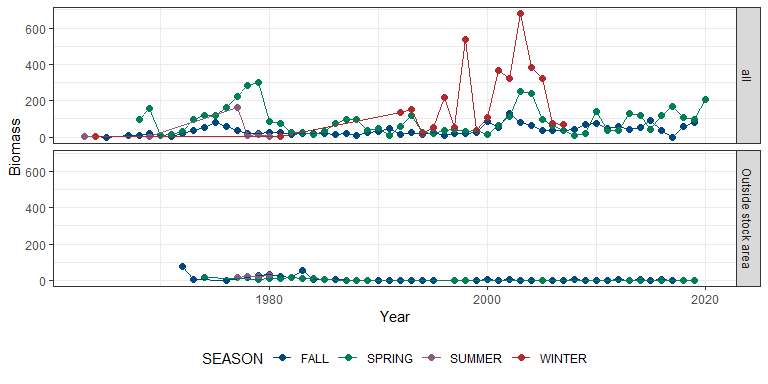 600
400
200
0
all
Biomass
600
400
200
0
Outside stock area
1980
2000
2020
Year
SEASON FALL SPRING SUMMER WINTER